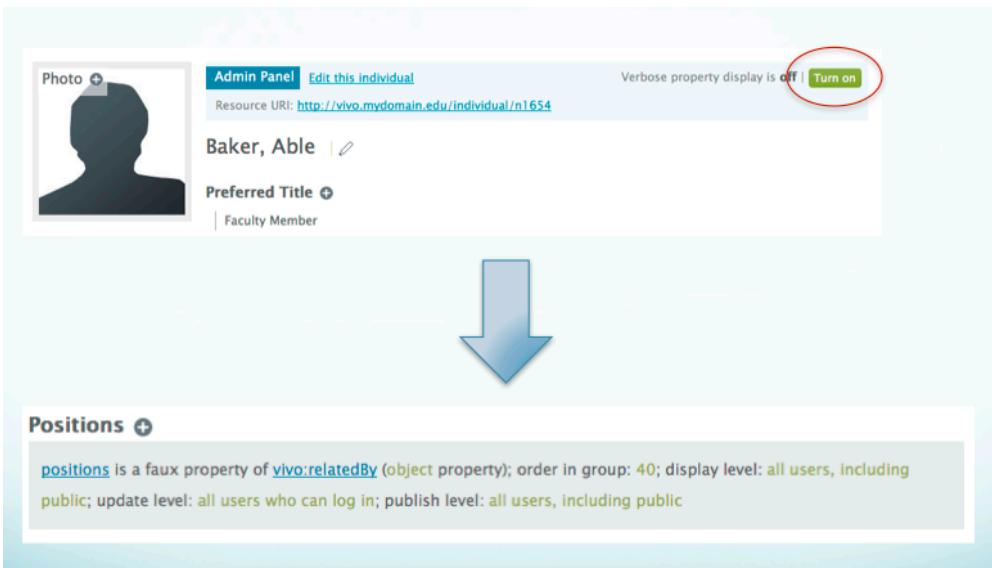 Photo
Admin Panel Edit this individual Verbose property display is off | Turn on
Resource URI: http://vivo.mydomain.edu/individual/n1654
Baker, Able
Preferred Title
Faculty Member
Positions
positions is a faux property of vivo:relatedBy (object property); order in group: 40; display level: all users, including
public; update level: all users who can log in; publish level: all users, including public